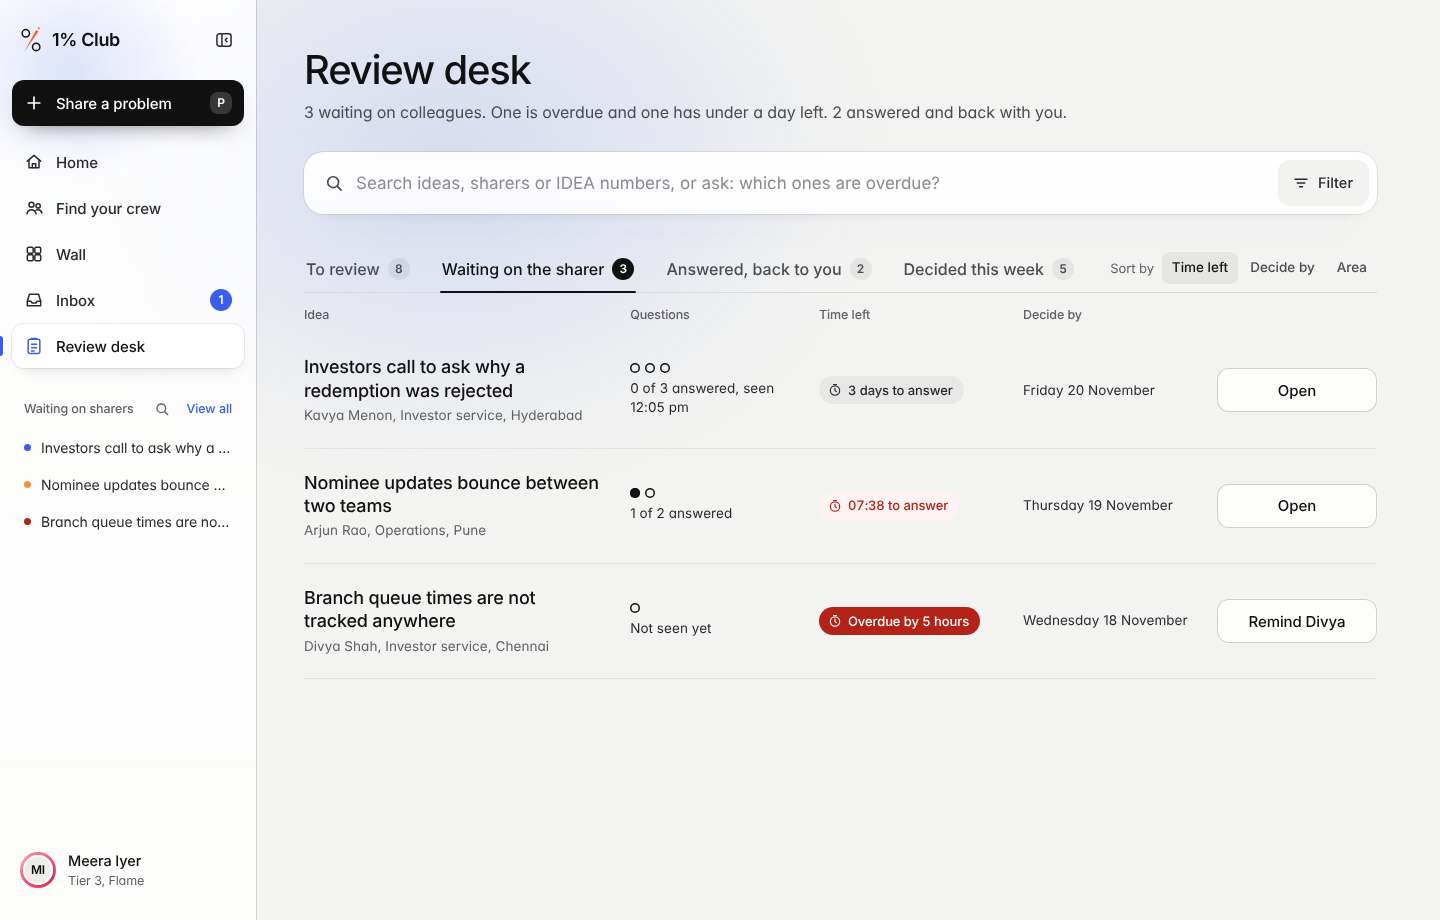 1% Club
Share a problem P
Home
Find your crew
Wall
Inbox 1
Review desk
Waiting on sharers View all
Investors call to ask why a ...
Nominee updates bounce ...
Branch queue times are no...
MI Meera Iyer
Tier 3, Flame
Review desk
3 waiting on colleagues. One is overdue and one has under a day left. 2 answered and back with you.
Search ideas, sharers or IDEA numbers, or ask: which ones are overdue? Filter
To review 8 Waiting on the sharer 3 Answered, back to you 2 Decided this week 5 Sort by Time left Decide by Area
Idea Questions Time left Decide by
Investors call to ask why a
redemption was rejected
Kavya Menon, Investor service, Hyderabad
0 of 3 answered, seen
12:05 pm
3 days to answer
Friday 20 November
Open
Nominee updates bounce between
two teams
Arjun Rao, Operations, Pune
1 of 2 answered
07:38 to answer
Thursday 19 November
Open
Branch queue times are not
tracked anywhere
Divya Shah, Investor service, Chennai
Not seen yet
Overdue by 5 hours
Wednesday 18 November
Remind Divya